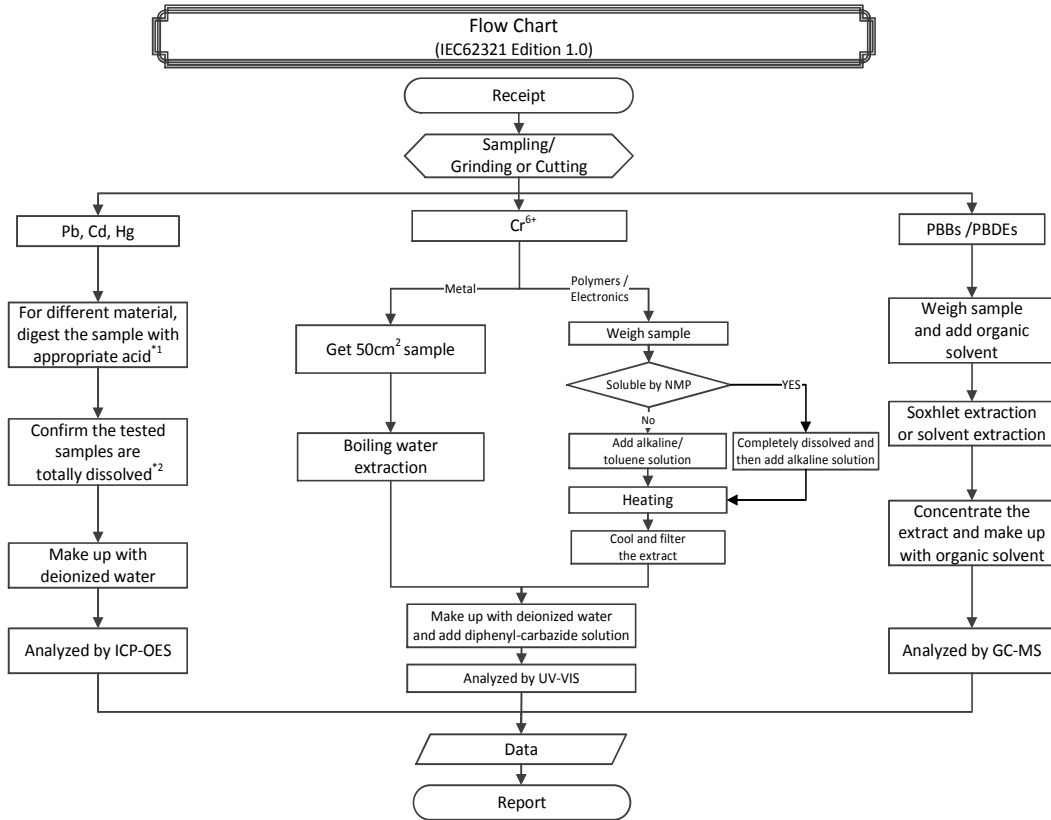 Flow Chart
(IEC62321 Edition 1.0)
Receipt
Sampling/
Grinding or Cutting
Pb, Cd, Hg
Cr6+
PBBs /PBDEs
Metal
Polymers /
Electronics
For different material,
digest the sample with
appropriate acid*1
Get 50cm2 sample
Weigh sample
Weigh sample
and add organic
solvent
Soluble by NMP
YES
No
Confirm the tested
samples are
totally dissolved*2
Boiling water
extraction
Add alkaline/
toluene solution
Completely dissolved and
then add alkaline solution
Soxhlet extraction
or solvent extraction
Heating
Cool and filter
the extract
Concentrate the
extract and make up
with organic solvent
Make up with
deionized water
Make up with deionized water
and add diphenyl-carbazide solution
Analyzed by ICP-OES
Analyzed by UV-VIS
Analyzed by GC-MS
Data
Report